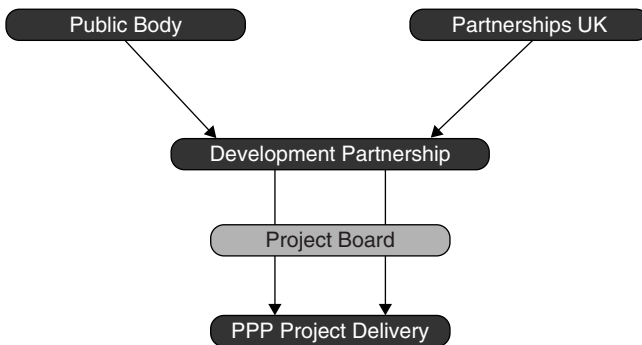 Public Body
Partnerships UK
Development Partnership
Project Board
PPP Project Delivery